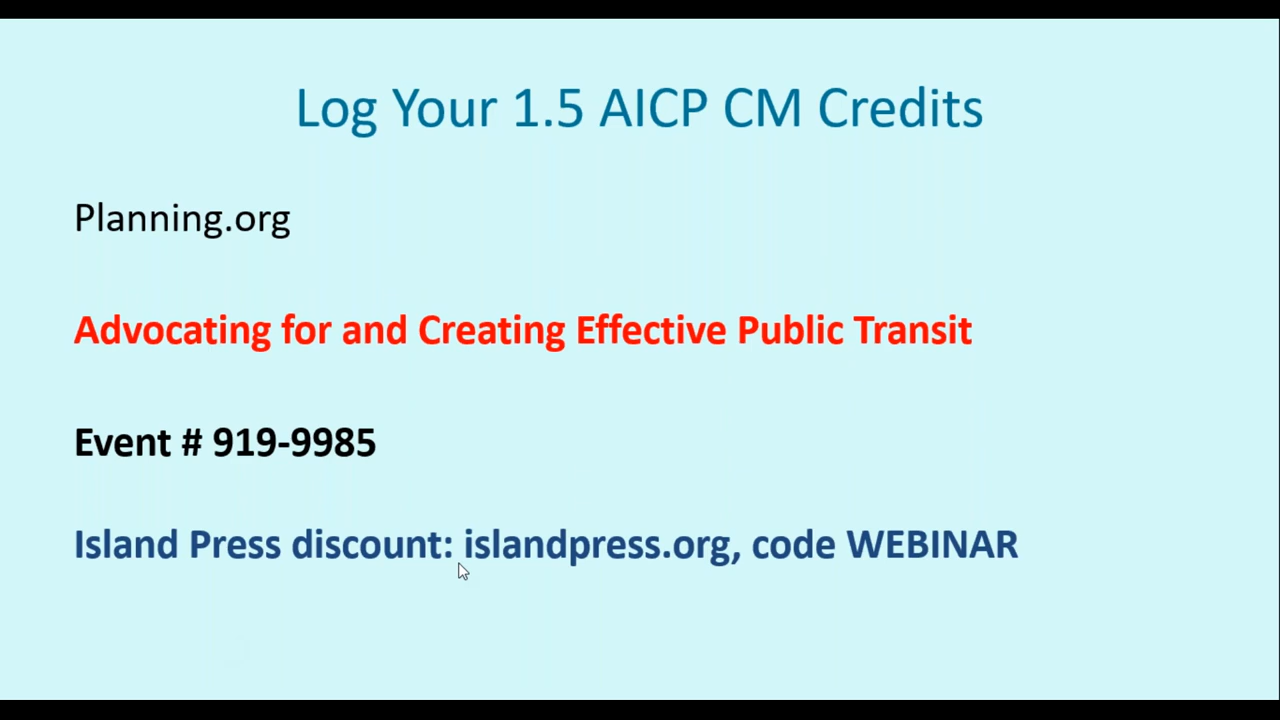 Log Your 1.5 AICP CM Credits
Planning.org
Advocating for and Creating Effective Public Transit
Event # 919-9985
Island Press discount: islandpress.org, code WEBINAR